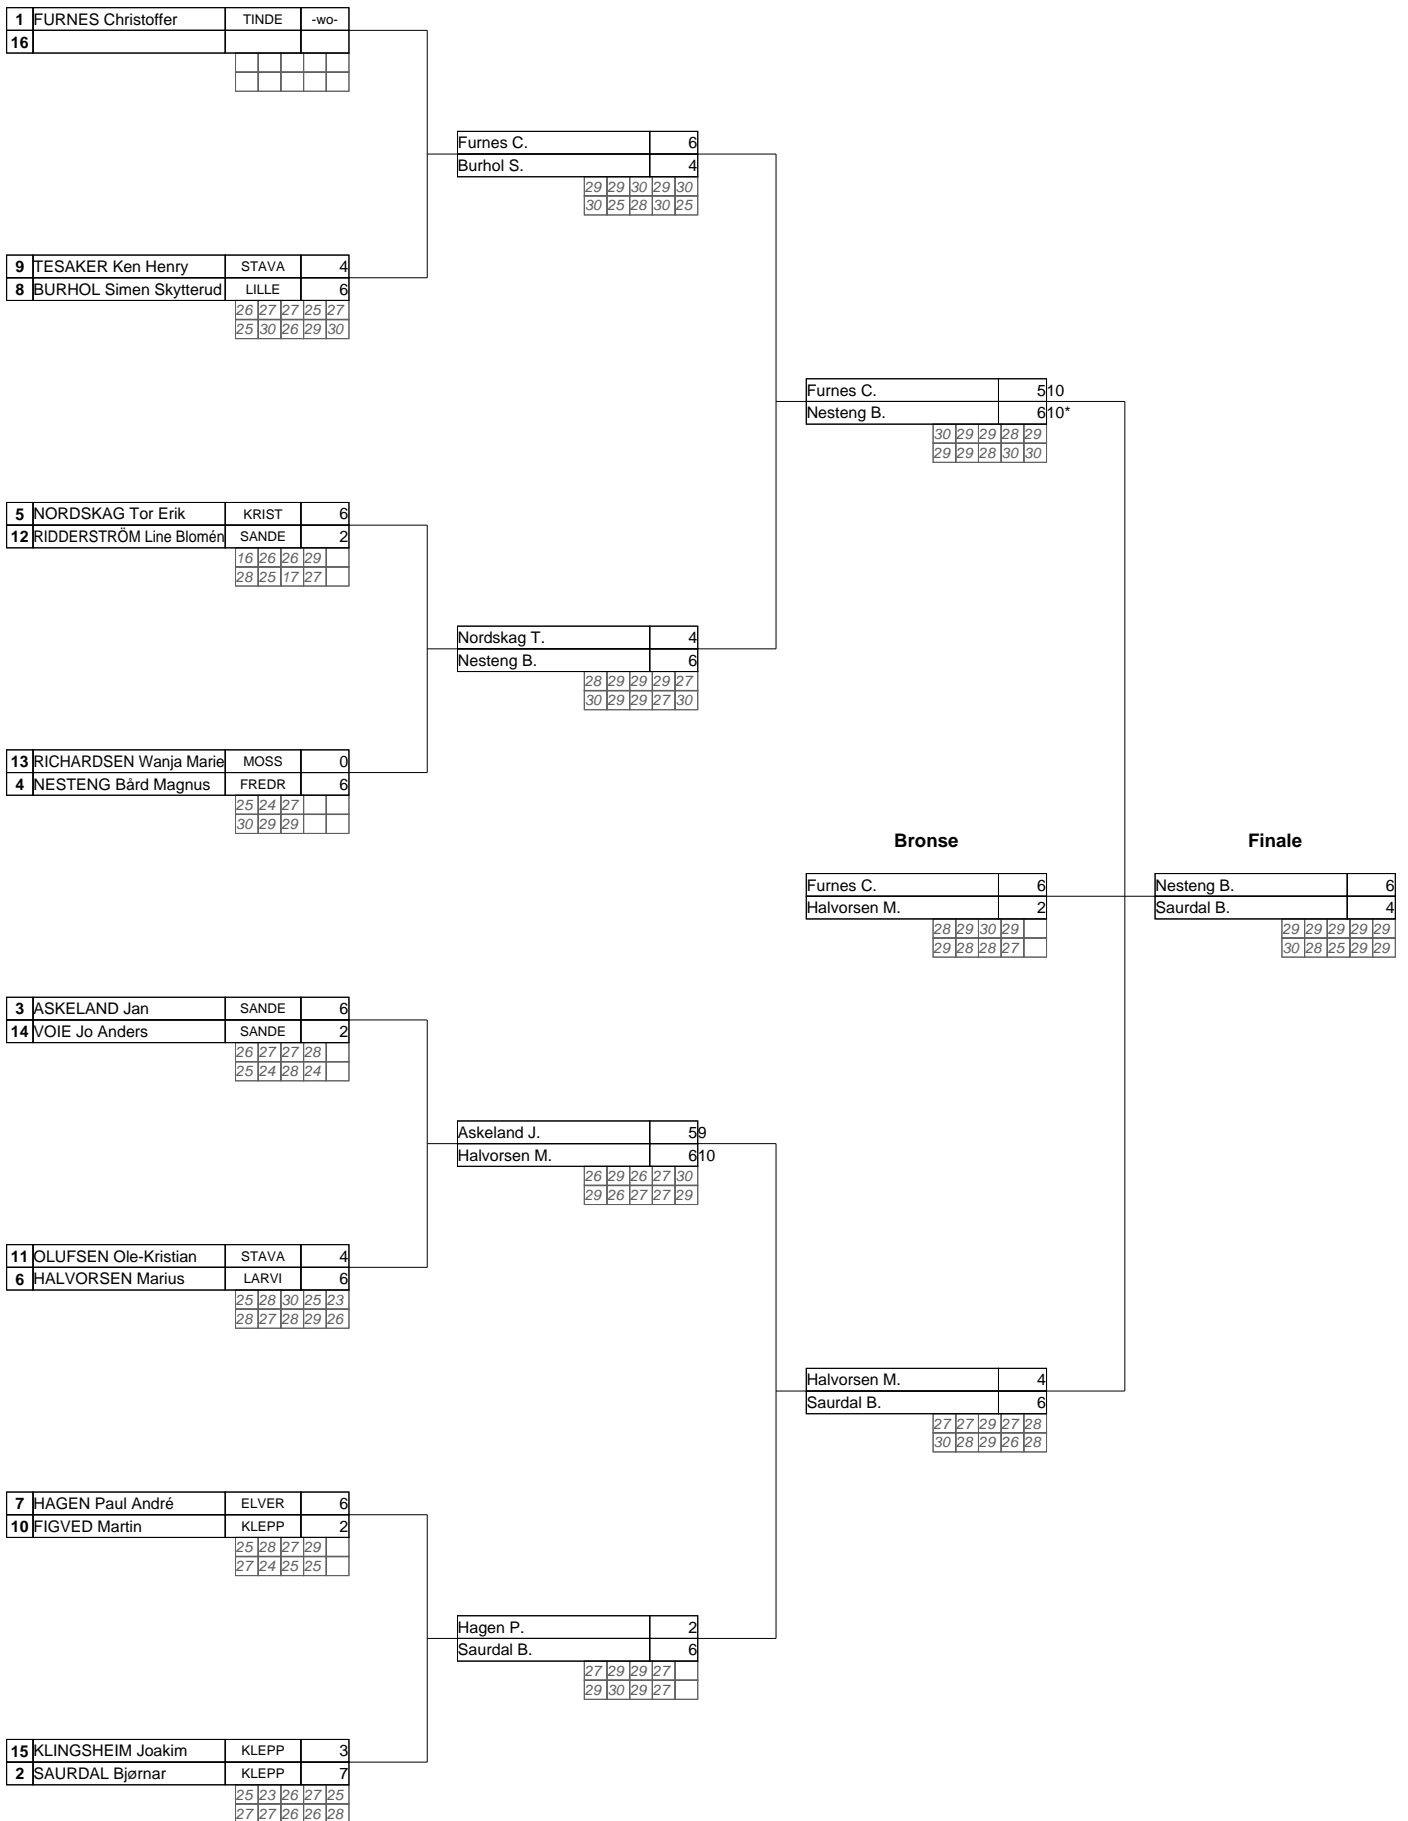 1 FURNES Christoffer TINDE -wo-
16
Furnes C. 6
Burhol S. 4
29 29 30 29 30
30 25 28 30 25
9 TESAKER Ken Henry STAVA 4
8 BURHOL Simen Skytterud LILLE 6
26 27 27 25 27
25 30 26 29 30
Furnes C. 5 10
Nesteng B. 6 10*
30 29 29 28 29
29 29 28 30 30
5 NORDSKAG Tor Erik KRIST 6
12 RIDDERSTRÖM Line Blomén SANDE 2
16 26 26 29
28 25 17 27
Nordskag T. 4
Nesteng B. 6
28 29 29 29 27
30 29 29 27 30
13 RICHARDSEN Wanja Marie MOSS 0
4 NESTENG Bård Magnus FREDR 6
25 24 27
30 29 29
Bronse Finale
Furnes C. 6 Nesteng B. 6
Halvorsen M. 2 Saurdal B. 4
28 29 30 29 29 29 29 29 29
29 28 28 27 30 28 25 29 29
3 ASKELAND Jan SANDE 6
14 VOIE Jo Anders SANDE 2
26 27 27 28
25 24 28 24
Askeland J. 5 9
Halvorsen M. 6 10
26 29 26 27 30
29 26 27 27 29
11 OLUFSEN Ole-Kristian STAVA 4
6 HALVORSEN Marius LARVI 6
25 28 30 25 23
28 27 28 29 26
Halvorsen M. 4
Saurdal B. 6
27 27 29 27 28
30 28 29 26 28
7 HAGEN Paul André ELVER 6
10 FIGVED Martin KLEPP 2
25 28 27 29
27 24 25 25
Hagen P. 2
Saurdal B. 6
27 29 29 27
29 30 29 27
15 KLINGSHEIM Joakim KLEPP 3
2 SAURDAL Bjørnar KLEPP 7
25 23 26 27 25
27 27 26 26 28